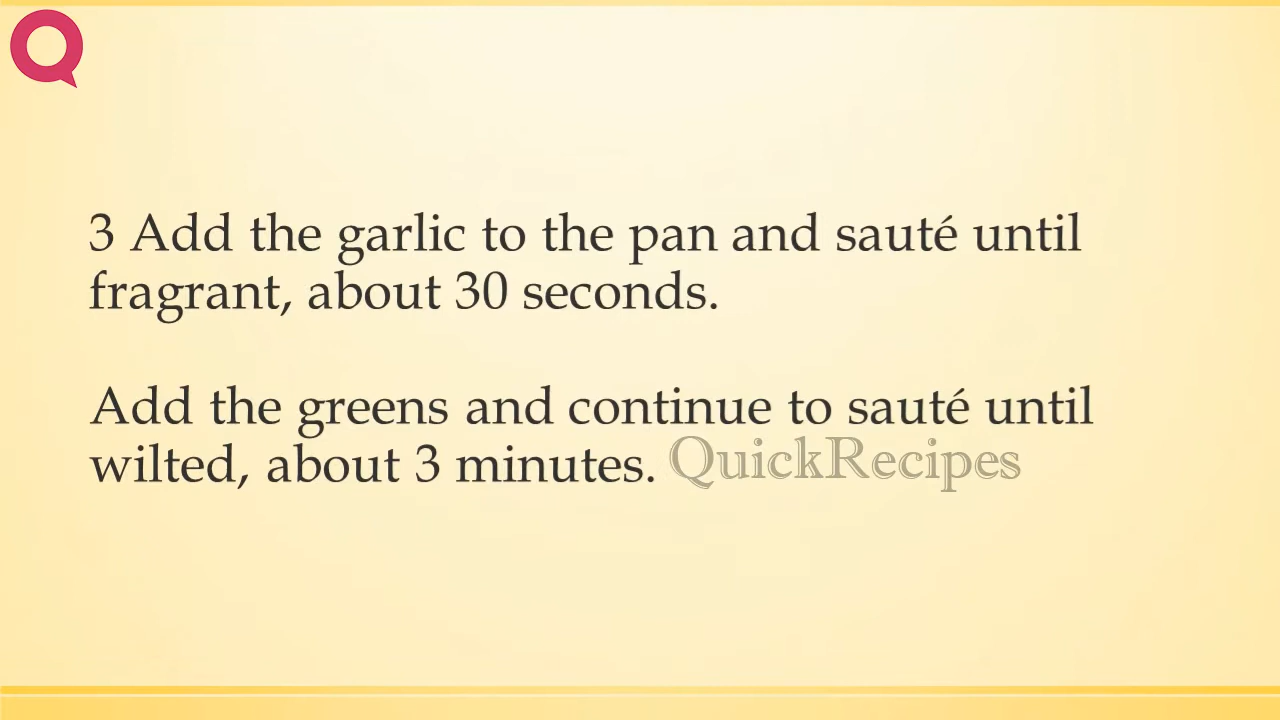 3 Add the garlic to the pan and sauté until
fragrant, about 30 seconds.
Add the greens and continue to sauté until
wilted, about 3 minutes. QuickRecipes